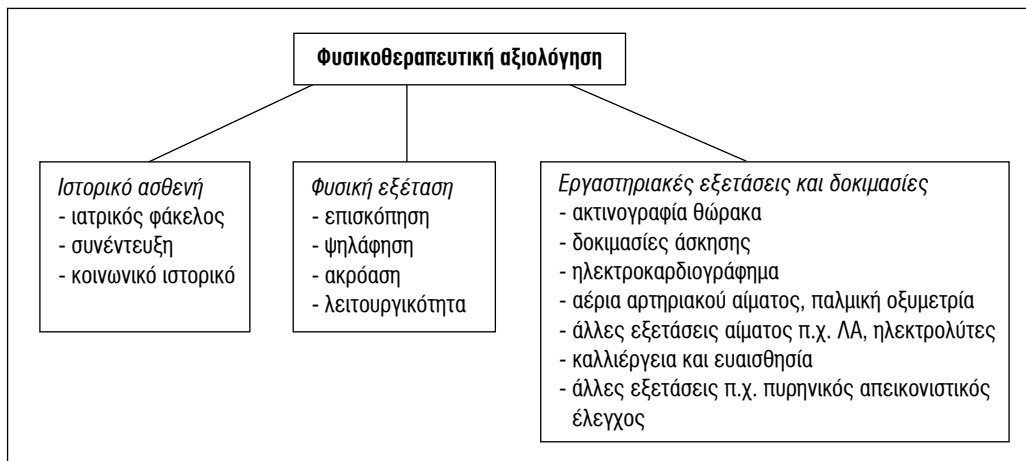 Φυσικοθεραπευτική αξιολόγηση
Ιστορικό ασθενή
- ιατρικός φάκελος
- συνέντευξη
- κοινωνικό ιστορικό
Φυσική εξέταση
- επισκόπηση
- ψηλάφηση
- ακρόαση
- λειτουργικότητα
Εργαστηριακές εξετάσεις και δοκιμασίες
- ακτινογραφία θώρακα
- δοκιμασίες άσκησης
- ηλεκτροκαρδιογράφημα
- αέρια αρτηριακού αίματος, παλμική οξυμετρία
- άλλες εξετάσεις αίματος π.χ. ΛΑ, ηλεκτρολύτες
- καλλιέργεια και ευαισθησία
- άλλες εξετάσεις π.χ. πυρηνικός απεικονιστικός
έλεγχος